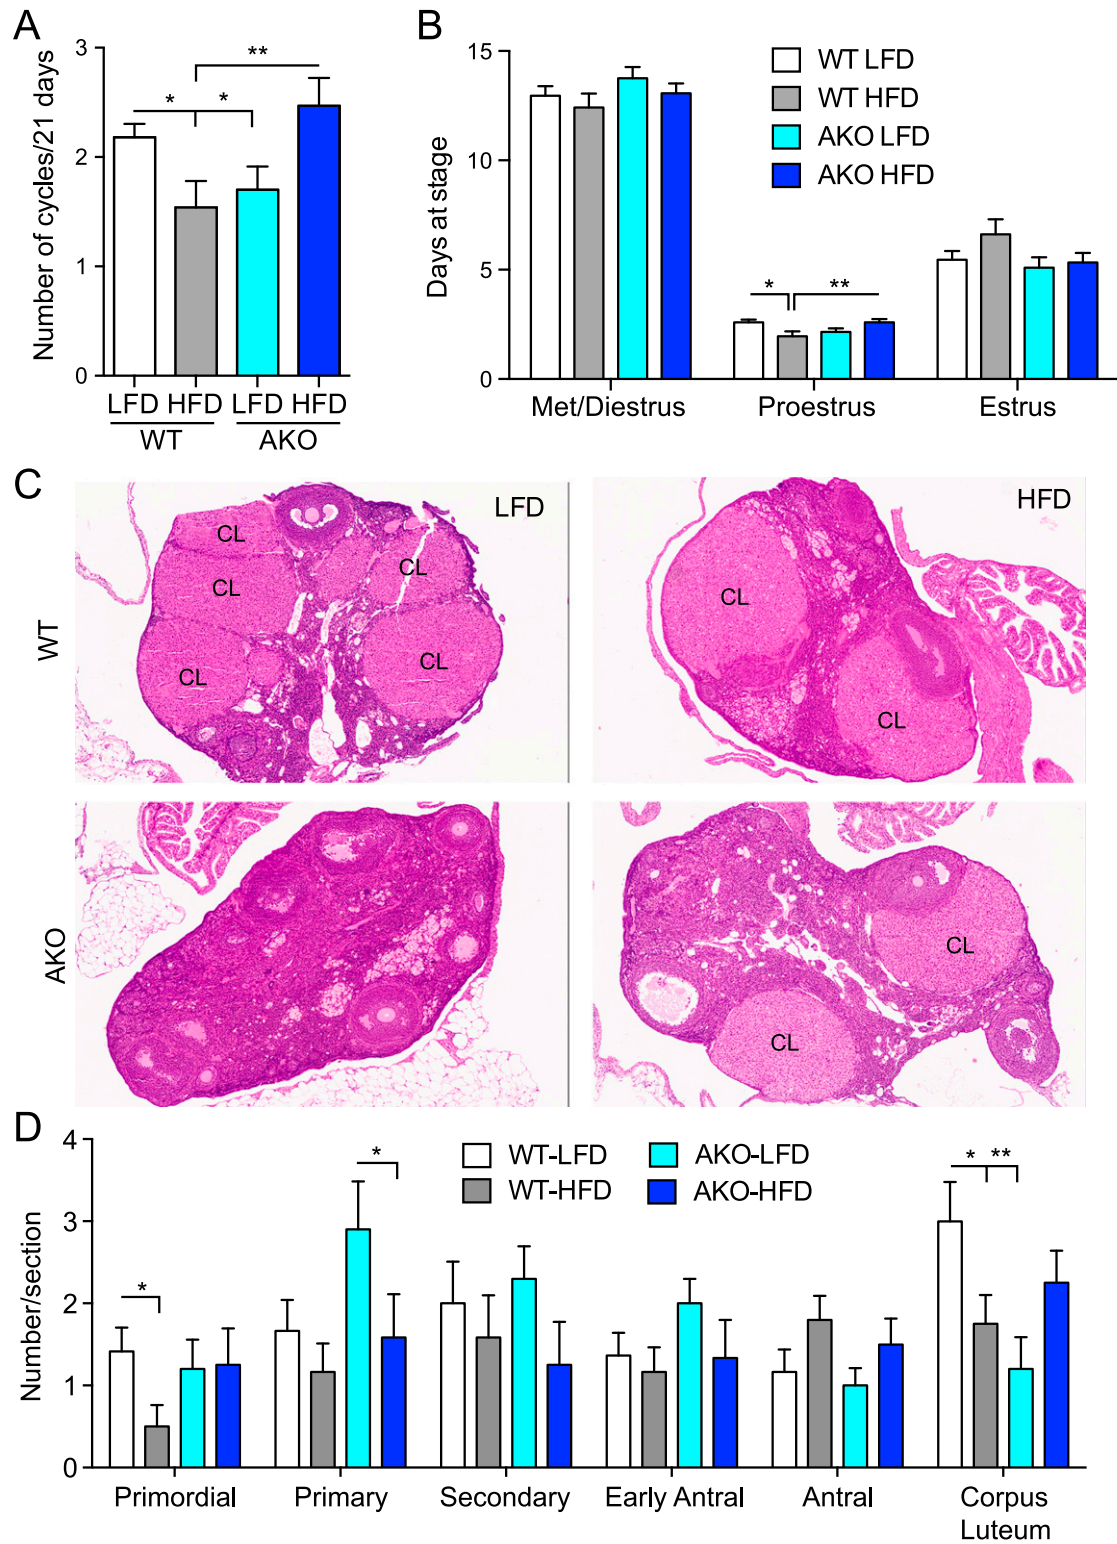 A
Number of cycles/21 days
3
2
1
0
* * **
LFD HFD LFD HFD
WT AKO
B
Days at stage
15
10
5
0
WT LFD
WT HFD
AKO LFD
AKO HFD
* **
Met/Diestrus Proestrus Estrus
C
WT
LFD
CL
CL
CL
CL
CL
HFD
CL
CL
AKO
CL
CL
D
Number/section
4
3
2
1
0
WT-LFD AKO-LFD
WT-HFD AKO-HFD
* * * **
Primordial Primary Secondary Early Antral Antral Corpus
Luteum